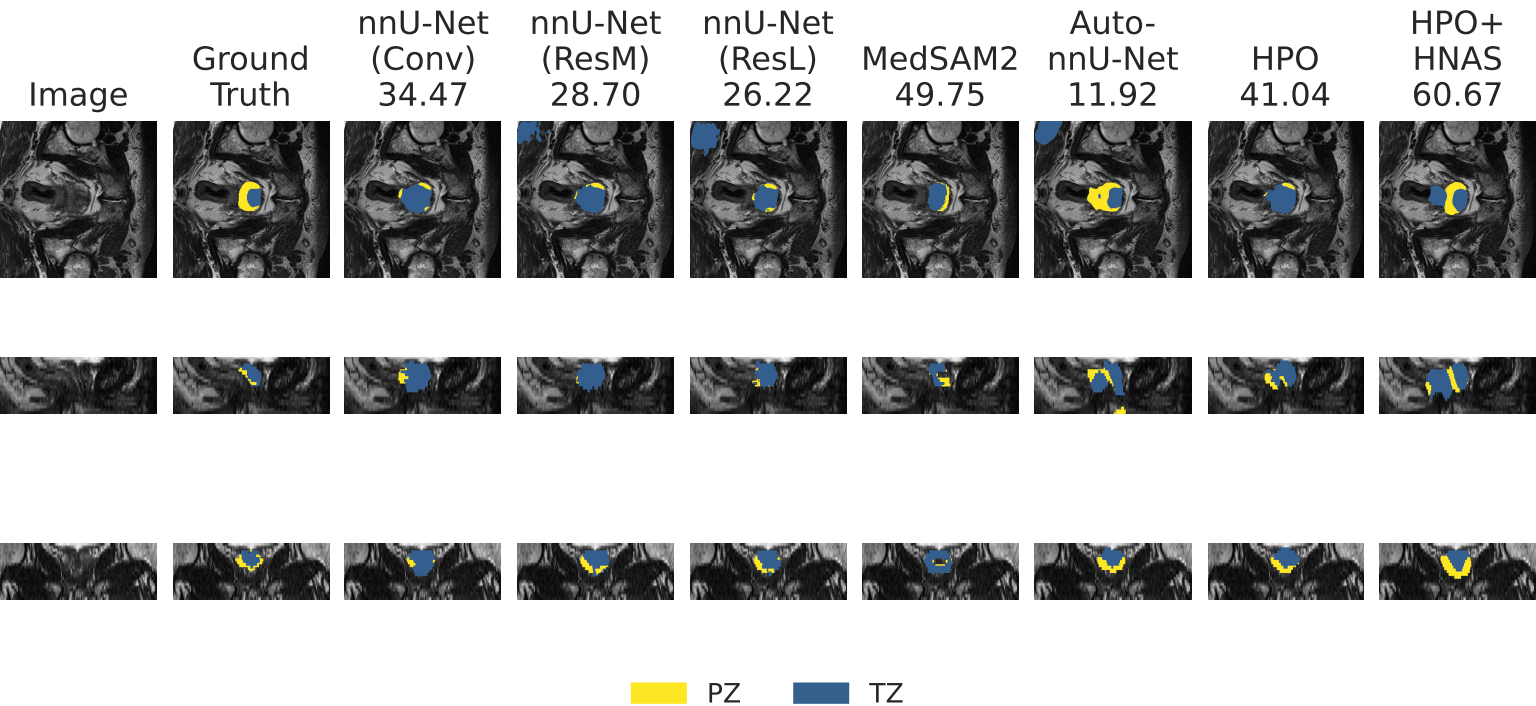 Image
Ground
Truth
nnU-Net
(Conv)
34.47
nnU-Net
(ResM)
28.70
nnU-Net
(ResL)
26.22
MedSAM2
49.75
Auto-
nnU-Net
11.92
HPO
41.04
HPO+
HNAS
60.67
PZ
TZ